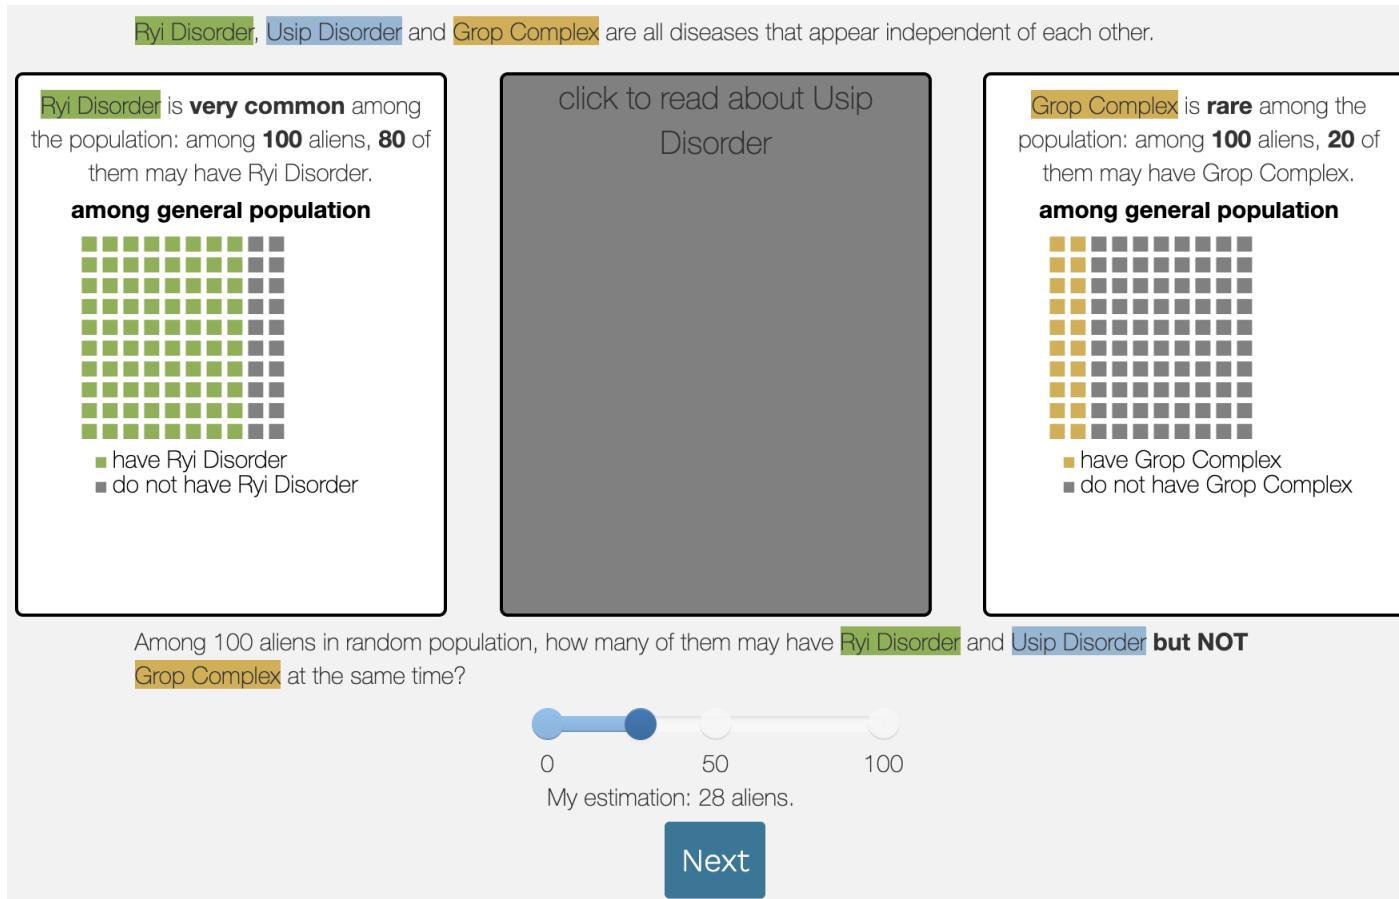 Ryi Disorder, Usip Disorder and Grop Complex are all diseases that appear independent of each other.
Ryi Disorder is very common among
the population: among 100 aliens, 80 of
them may have Ryi Disorder.
among general population
have Ryi Disorder
do not have Ryi Disorder
click to read about Usip
Disorder
Grop Complex is rare among the
population: among 100 aliens, 20 of
them may have Grop Complex.
among general population
have Grop Complex
do not have Grop Complex
Among 100 aliens in random population, how many of them may have Ryi Disorder and Usip Disorder but NOT
Grop Complex at the same time?
0 50 100
My estimation: 28 aliens.
Next